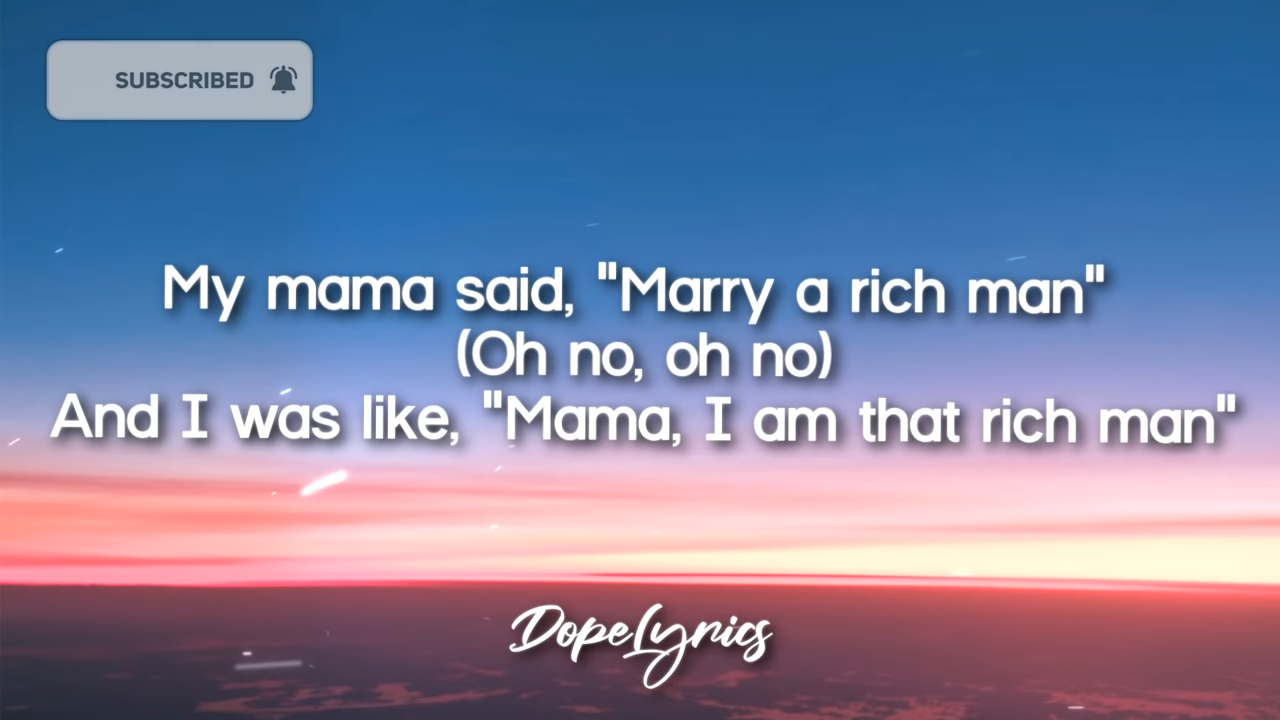 SUBSCRIBED
My mama said, "Marry a rich man"
(Oh no, oh no)
And I was like, "Mama, I am that rich man"
DopeLyrics